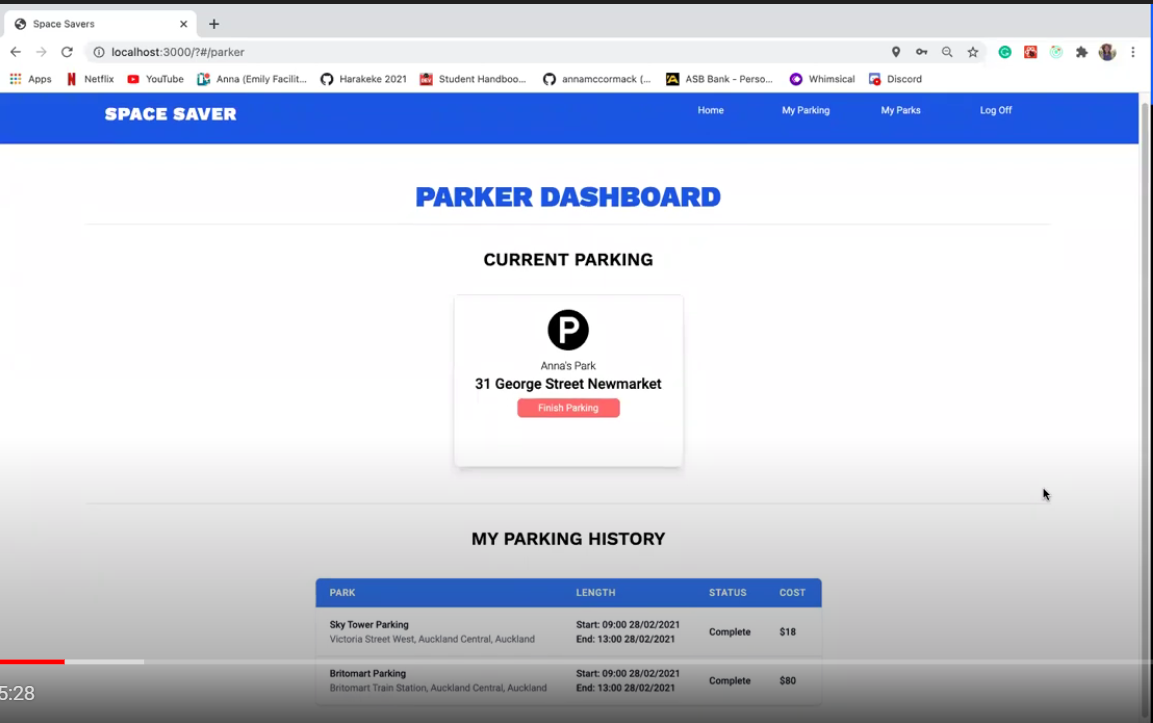 Space Savers
localhost:3000/?#/parker
Apps Netflix YouTube Anna (Emily Facilit... Harakeke 2021 Student Handboo... annamccormack (... ASB Bank - Perso... Whimsical Discord
SPACE SAVER Home My Parking My Parks Log Off
PARKER DASHBOARD
CURRENT PARKING
P
Anna's Park
31 George Street Newmarket
Finish Parking
MY PARKING HISTORY
PARK LENGTH STATUS COST
Sky Tower Parking Start: 09:00 28/02/2021
Victoria Street West, Auckland Central, Auckland End: 13:00 28/02/2021 Complete $18
Britomart Parking Start: 09:00 28/02/2021
Britomart Train Station, Auckland Central, Auckland End: 13:00 28/02/2021 Complete $80
5:28